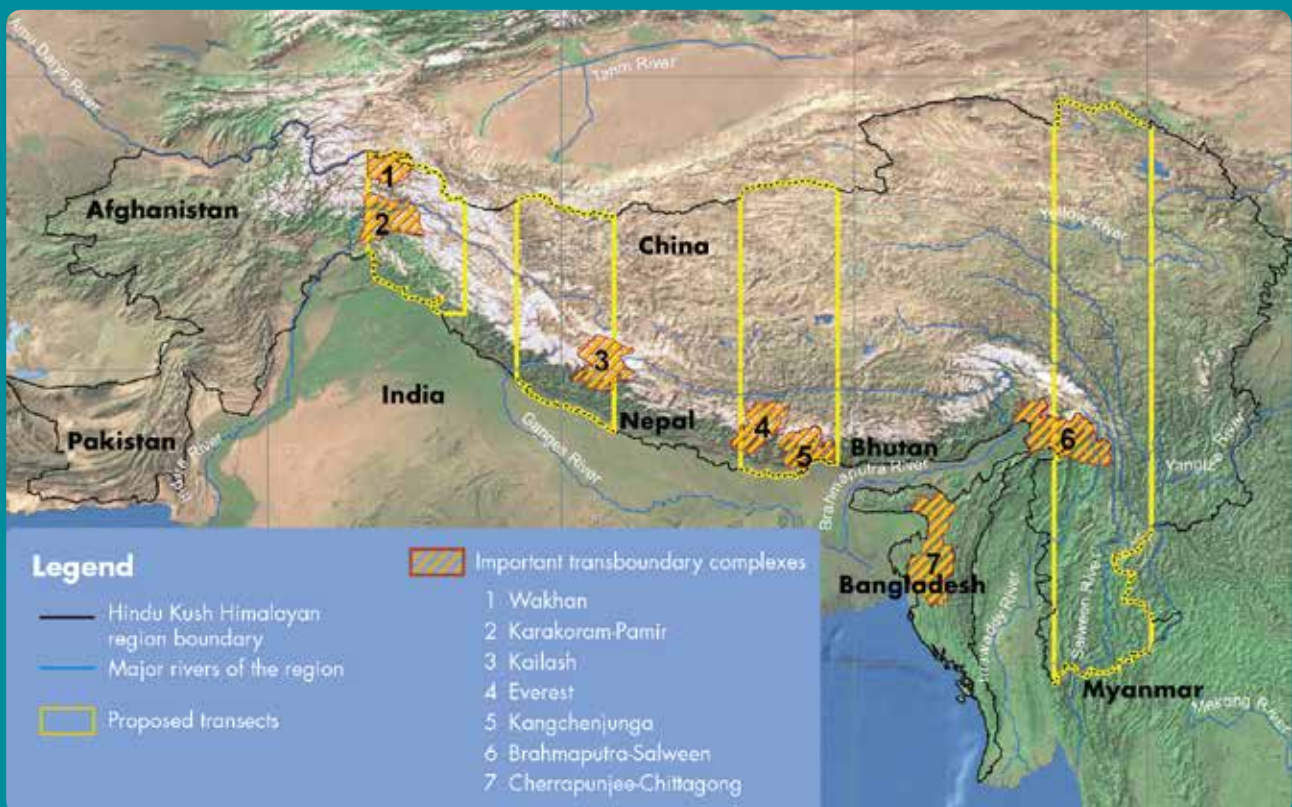 Amu Darya River
Tarim River
1
Afghanistan
2
China
Yellow River
3
India
Nepal
4
6
Pakistan
5
Bhutan
Indus River
Ganges River
Brahmaputra River
Yangtze River
7
Bangladesh
Irrawaddy River
Salween River
Myanmar
Mekong River
Legend
Hindu Kush Himalayan
region boundary
Major rivers of the region
Proposed transects
Important transboundary complexes
1 Wakhan
2 Karakoram-Pamir
3 Kailash
4 Everest
5 Kangchenjunga
6 Brahmaputra-Salween
7 Cherrapunjee-Chittagong